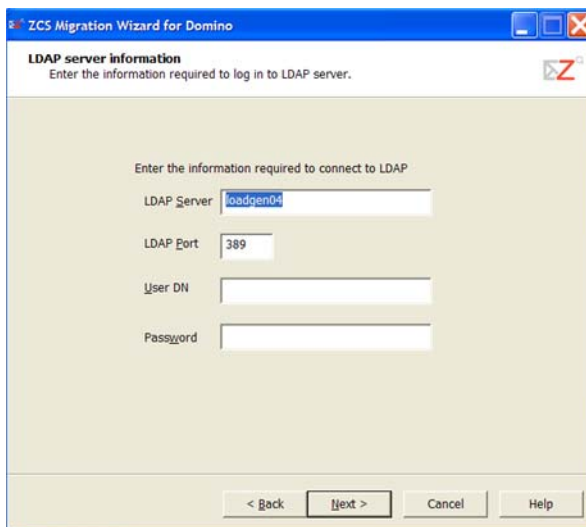 ZCS Migration Wizard for Domino
LDAP server information
Enter the information required to log in to LDAP server.
Enter the information required to connect to LDAP
LDAP Server loadgen04
LDAP Port 389
User DN
Password
< Back Next > Cancel Help